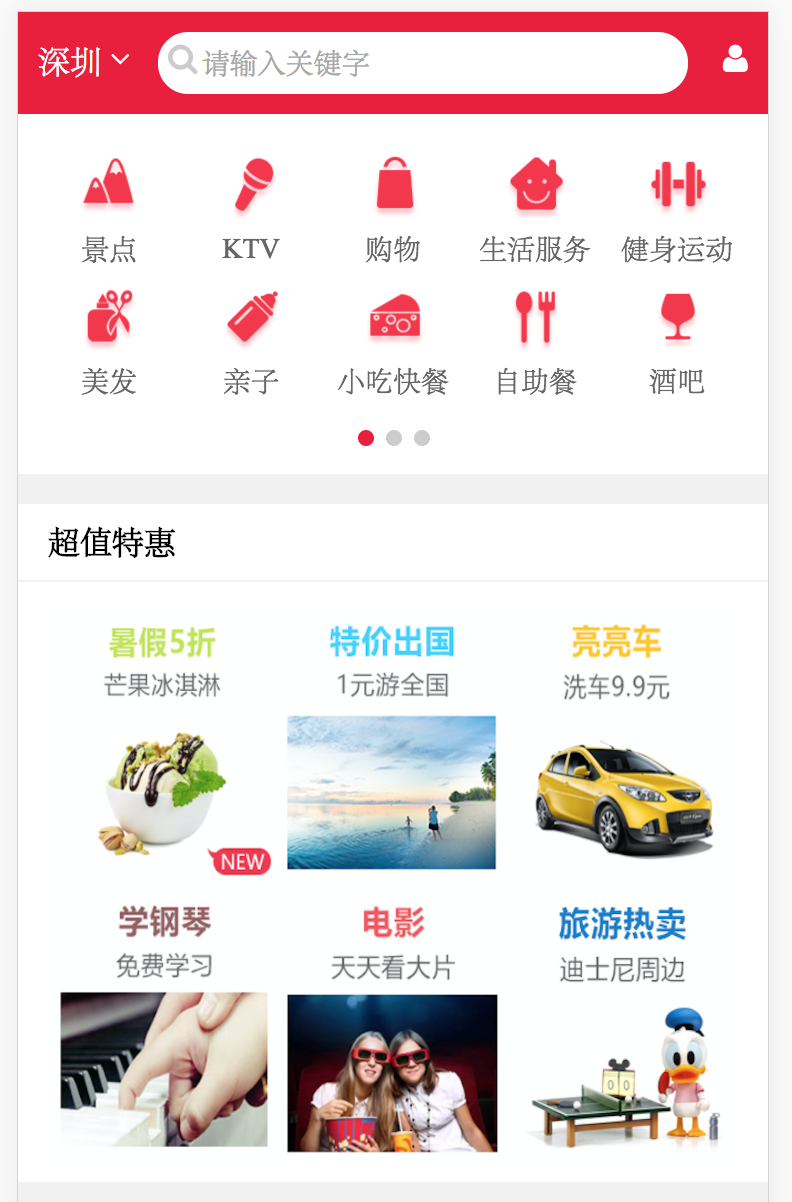 深圳
请输入关键字
景点 KTV 购物 生活服务 健身运动
美发 亲子 小吃快餐 自助餐 酒吧
超值特惠
暑假5折 特价出国 亮亮车
芒果冰淇淋 1元游全国 洗车9.9元
NEW
学钢琴 电影 旅游热卖
免费学习 天天看大片 迪士尼周边
0 0